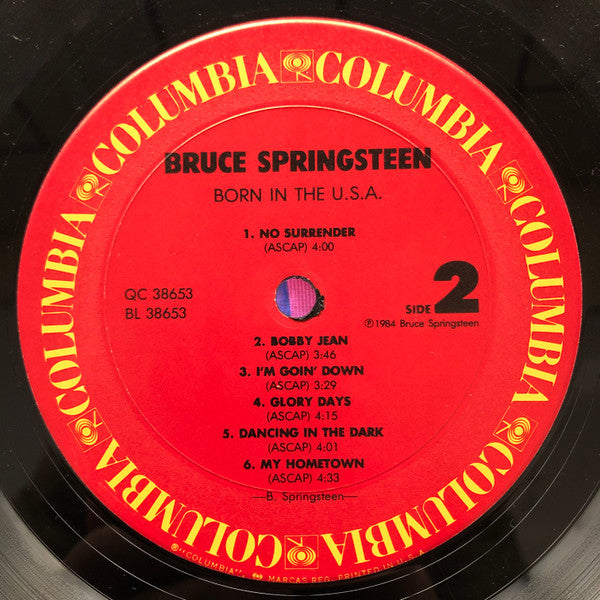 COLUMBIA COLUMBIA COLUMBIA COLUMBIA COLUMBIA COLUMBIA
BRUCE SPRINGSTEEN
BORN IN THE U.S.A.
1. NO SURRENDER
(ASCAP) 4:00
QC 38653
BL 38653
SIDE 2
Ⓟ1984 Bruce Springsteen
2. BOBBY JEAN
(ASCAP) 3:46
3. I'M GOIN' DOWN
(ASCAP) 3:29
4. GLORY DAYS
(ASCAP) 4:15
5. DANCING IN THE DARK
(ASCAP) 4:01
6. MY HOMETOWN
(ASCAP) 4:33
—B. Springsteen—
®"COLUMBIA", MARCAS REG. PRINTED IN U.S.A.